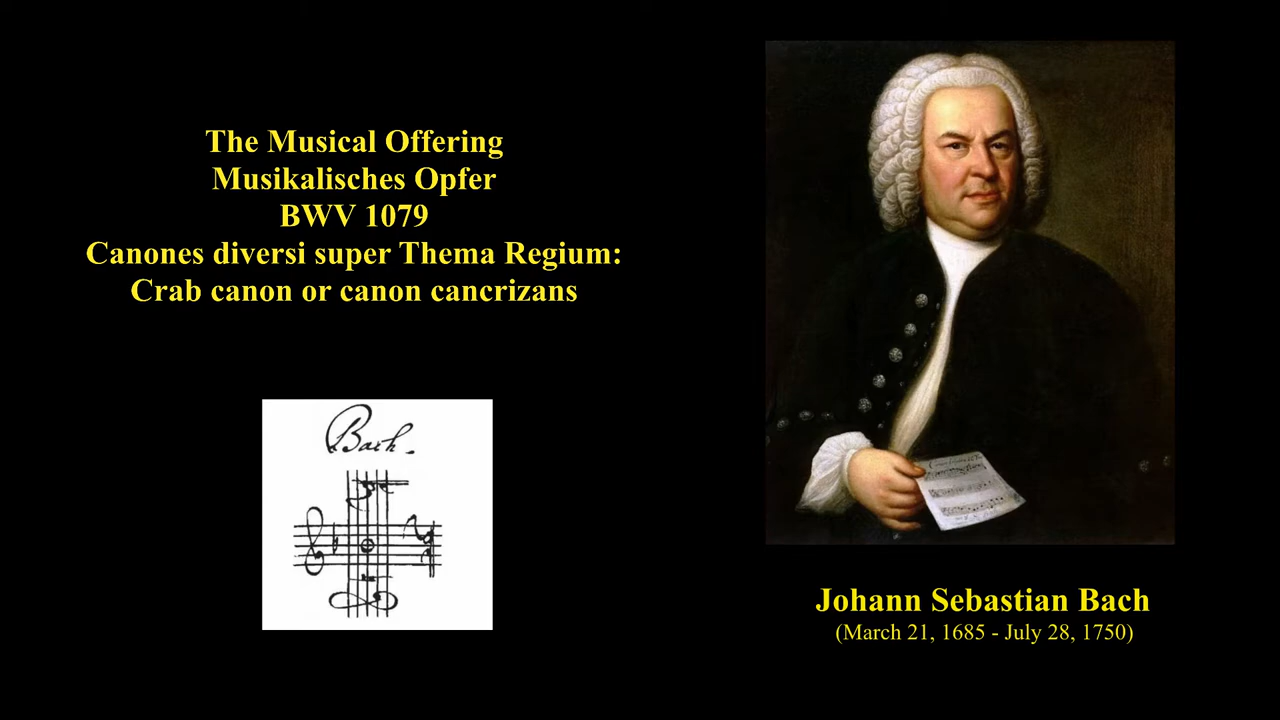 The Musical Offering
Musikalisches Opfer
BWV 1079
Canones diversi super Thema Regium:
Crab canon or canon cancrizans
Bach.
Johann Sebastian Bach
(March 21, 1685 - July 28, 1750)